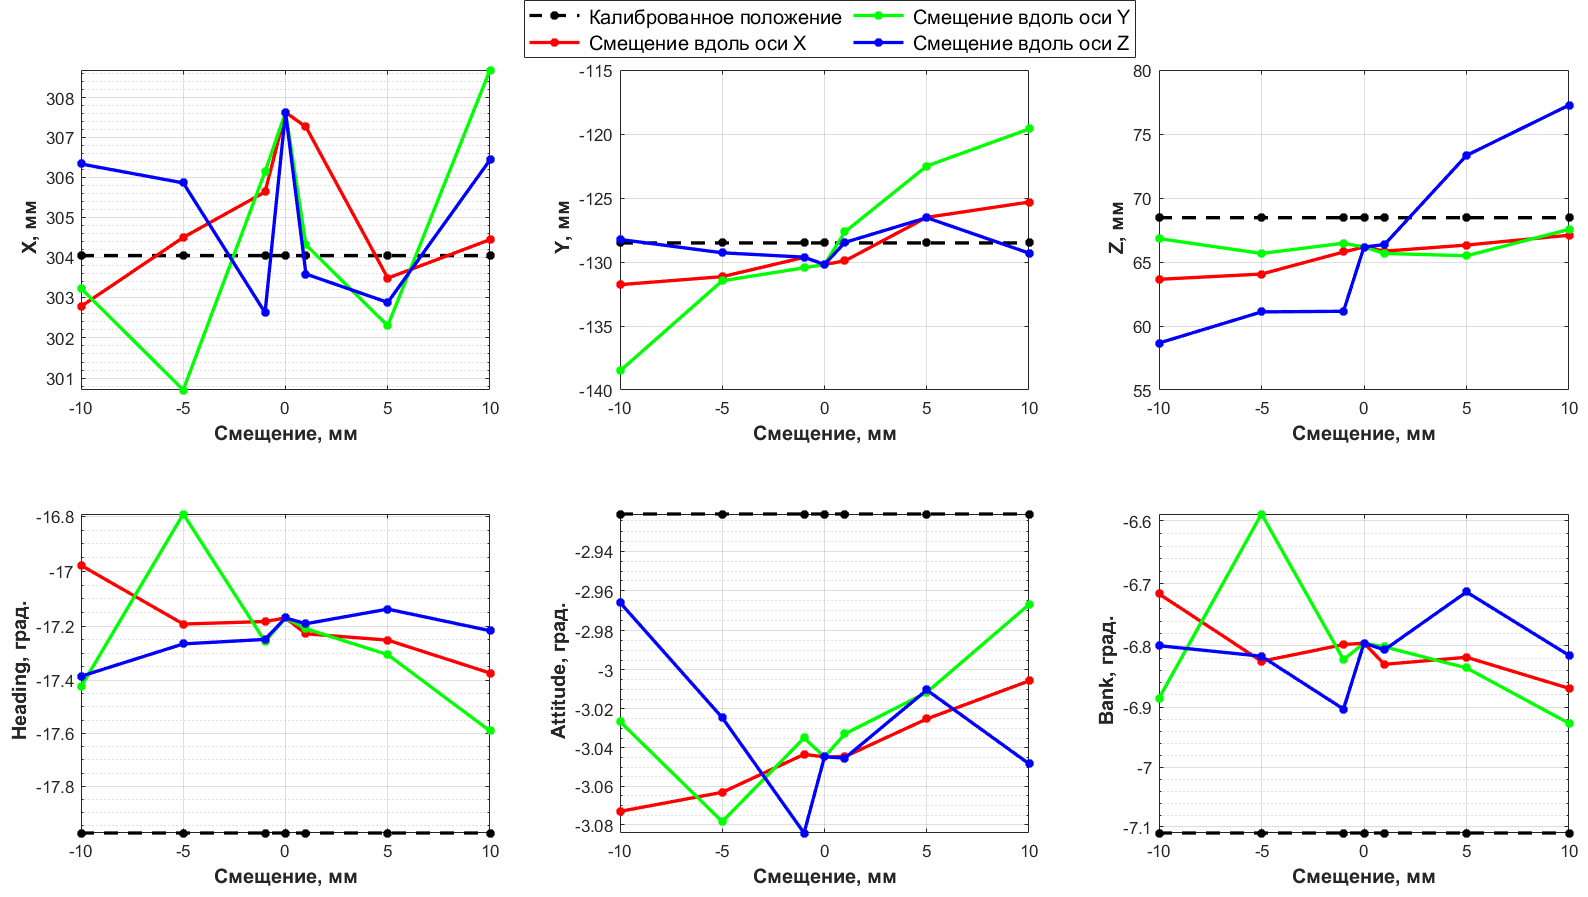 Калиброванное положение
Смещение вдоль оси Y
Смещение вдоль оси X
Смещение вдоль оси Z
308
307
306
305
304
303
302
301
X, мм
-10 -5 0 5 10
Смещение, мм
-115
-120
-125
-130
-135
-140
Y, мм
-10 -5 0 5 10
Смещение, мм
80
75
70
65
60
55
Z, мм
-10 -5 0 5 10
Смещение, мм
-16.8
-17
-17.2
-17.4
-17.6
-17.8
Heading, град.
-10 -5 0 5 10
Смещение, мм
-2.94
-2.96
-2.98
-3
-3.02
-3.04
-3.06
-3.08
Attitude, град.
-10 -5 0 5 10
Смещение, мм
-6.6
-6.7
-6.8
-6.9
-7
-7.1
Bank, град.
-10 -5 0 5 10
Смещение, мм